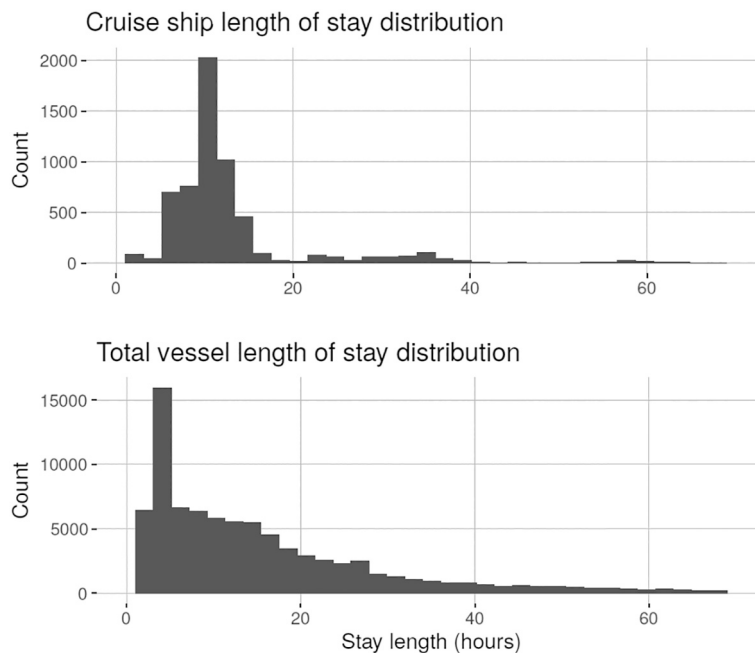 Cruise ship length of stay distribution
2000
1500
1000
500
0
Count
0 20 40 60
Total vessel length of stay distribution
15000
10000
5000
0
Count
0 20 40 60
Stay length (hours)